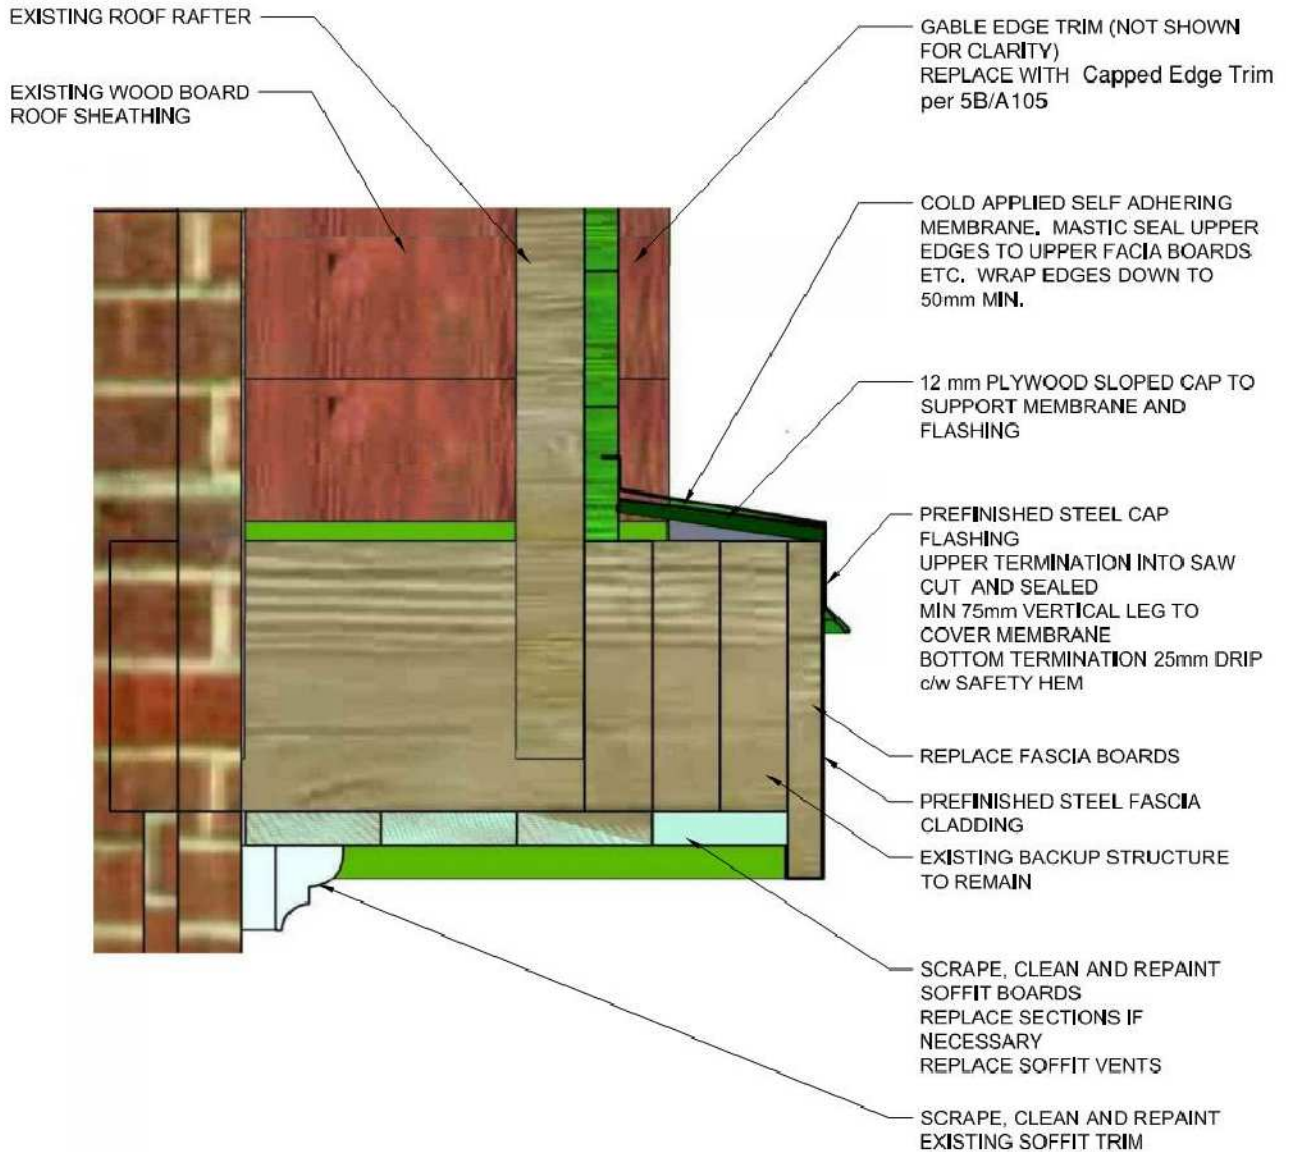 EXISTING ROOF RAFTER
EXISTING WOOD BOARD
ROOF SHEATHING
GABLE EDGE TRIM (NOT SHOWN
FOR CLARITY)
REPLACE WITH Capped Edge Trim
per 5B/A105
COLD APPLIED SELF ADHERING
MEMBRANE. MASTIC SEAL UPPER
EDGES TO UPPER FACIA BOARDS
ETC. WRAP EDGES DOWN TO
50mm MIN.
12 mm PLYWOOD SLOPED CAP TO
SUPPORT MEMBRANE AND
FLASHING
PREFINISHED STEEL CAP
FLASHING
UPPER TERMINATION INTO SAW
CUT AND SEALED
MIN 75mm VERTICAL LEG TO
COVER MEMBRANE
BOTTOM TERMINATION 25mm DRIP
c/w SAFETY HEM
REPLACE FASCIA BOARDS
PREFINISHED STEEL FASCIA
CLADDING
EXISTING BACKUP STRUCTURE
TO REMAIN
SCRAPE, CLEAN AND REPAINT
SOFFIT BOARDS
REPLACE SECTIONS IF
NECESSARY
REPLACE SOFFIT VENTS
SCRAPE, CLEAN AND REPAINT
EXISTING SOFFIT TRIM